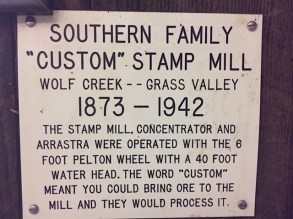 SOUTHERN FAMILY
"CUSTOM" STAMP MILL
WOLF CREEK -- GRASS VALLEY
1873 - 1942
THE STAMP MILL, CONCENTRATOR AND
ARRASTRA WERE OPERATED WITH THE 6
FOOT PELTON WHEEL WITH A 40 FOOT
WATER HEAD. THE WORD "CUSTOM"
MEANT YOU COULD BRING ORE TO THE
MILL AND THEY WOULD PROCESS IT.